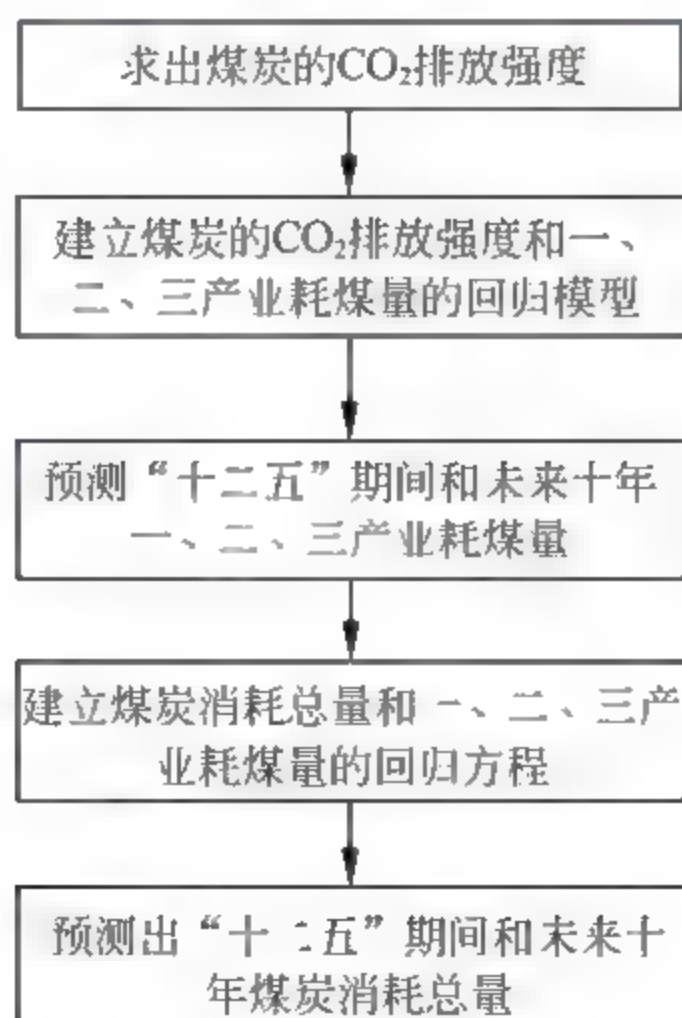 求出煤炭的CO₂排放强度
建立煤炭的CO₂排放强度和一、
二、三产业耗煤量的回归模型
预测“十二五”期间和未来十年
一、二、三产业耗煤量
建立煤炭消耗总量和一、二、三产
业耗煤量的回归方程
预测出“十二五”期间和未来十
年煤炭消耗总量